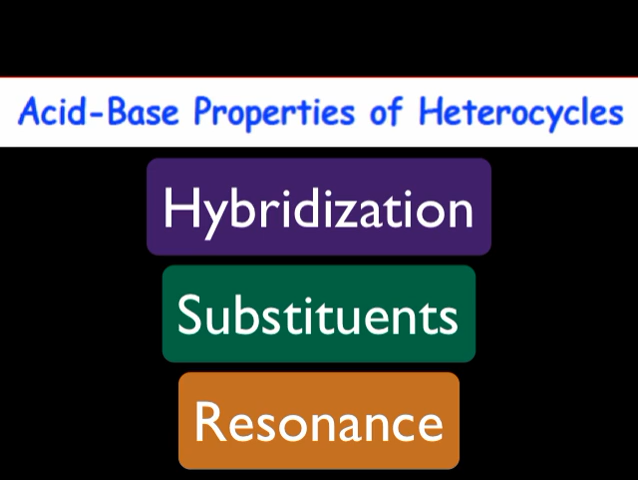 Acid-Base Properties of Heterocycles
Hybridization
Substituents
Resonance